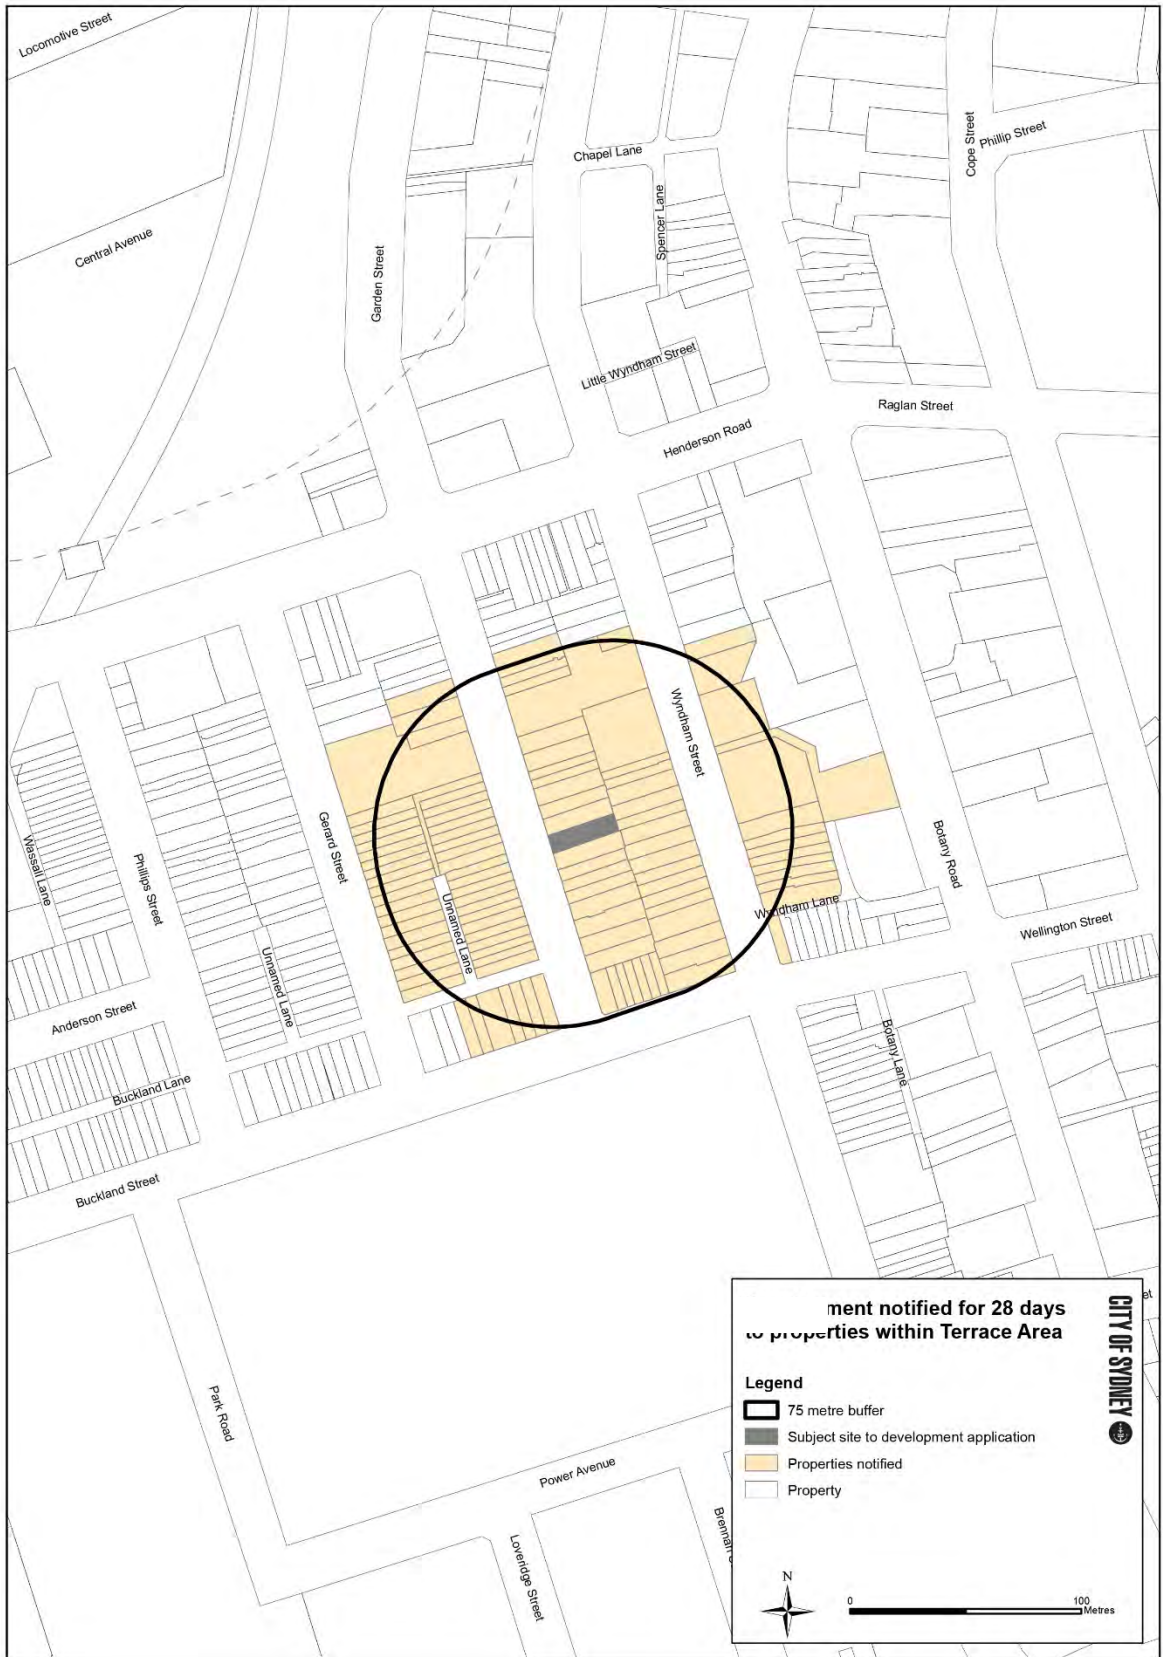 Locomotive Street
Central Avenue
Garden Street
Chapel Lane
Spencer Lane
Cope Street
Phillip Street
Little Wyndham Street
Henderson Road
Raglan Street
Wyndham Street
Gerard Street
Wassall Lane
Phillips Street
Unnamed Lane
Unnamed Lane
Botany Road
Wyndham Lane
Wellington Street
Anderson Street
Buckland Lane
Botany Lane
Buckland Street
Park Road
Power Avenue
Loveridge Street
Brennan
et
ment notified for 28 days
to properties within Terrace Area
CITY OF SYDNEY
Legend
75 metre buffer
Subject site to development application
Properties notified
Property
N
0 100
Metres